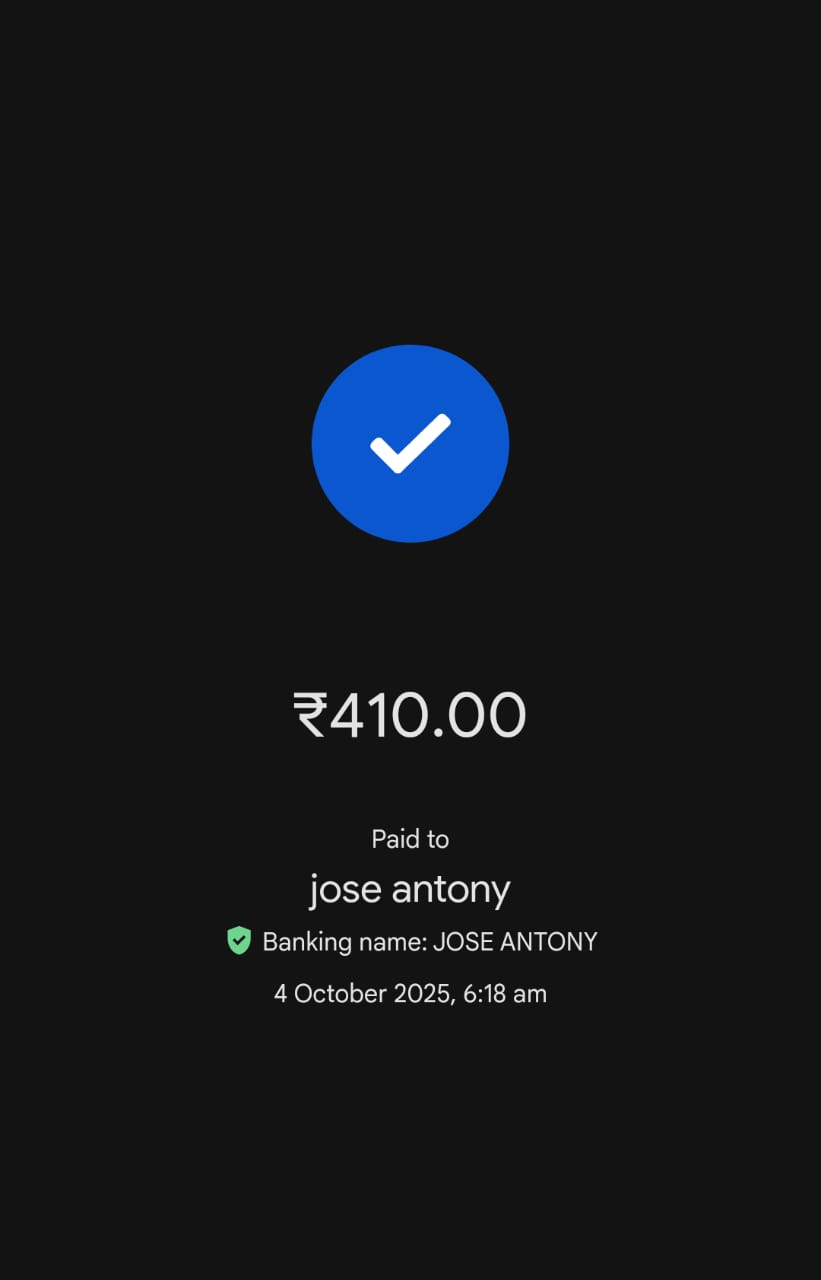 ₹410.00
Paid to
jose antony
Banking name: JOSE ANTONY
4 October 2025, 6:18 am